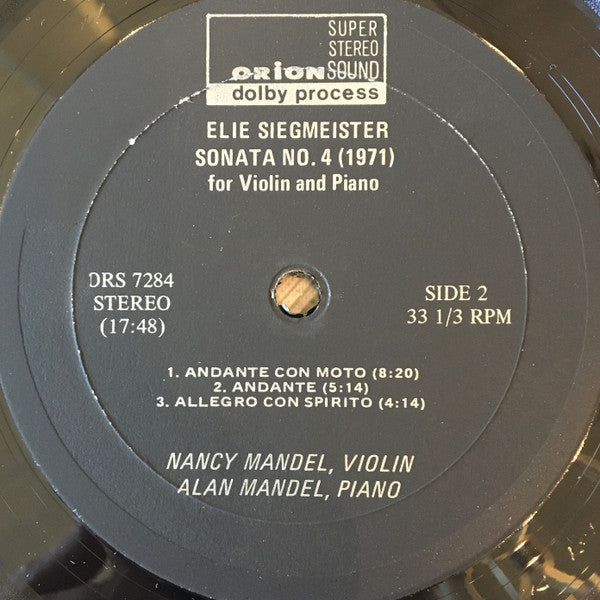 SUPER
STEREO
ORION SOUND
dolby process
ELIE SIEGMEISTER
SONATA NO. 4 (1971)
for Violin and Piano
ORS 7284
STEREO
(17:48)
SIDE 2
33 1/3 RPM
1. ANDANTE CON MOTO (8:20)
2. ANDANTE (5:14)
3. ALLEGRO CON SPIRITO (4:14)
NANCY MANDEL, VIOLIN
ALAN MANDEL, PIANO